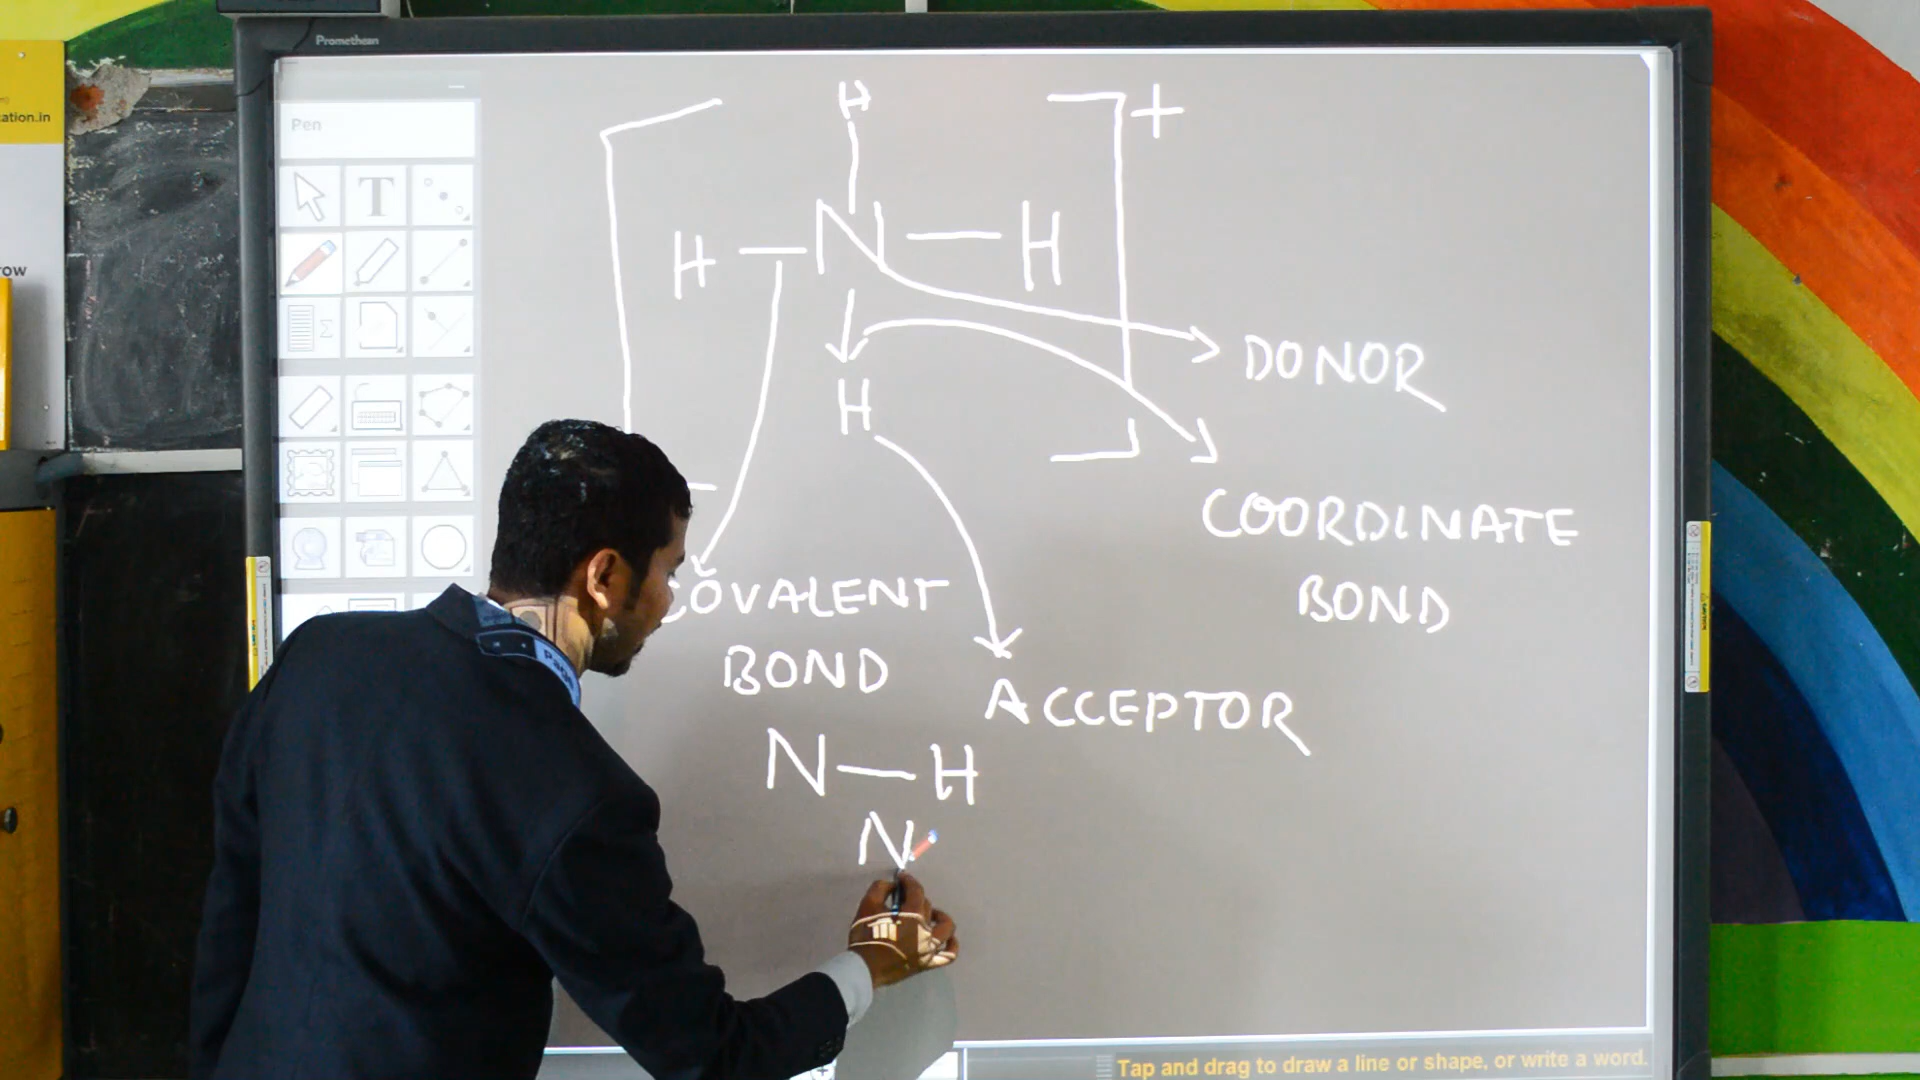 Promethean
ation.in
Pen
T
row
H
+
H – N – H
H
DONOR
COORDINATE
BOND
COVALENT
BOND
ACCEPTOR
N – H
N
Tap and drag to draw a line or shape, or write a word.